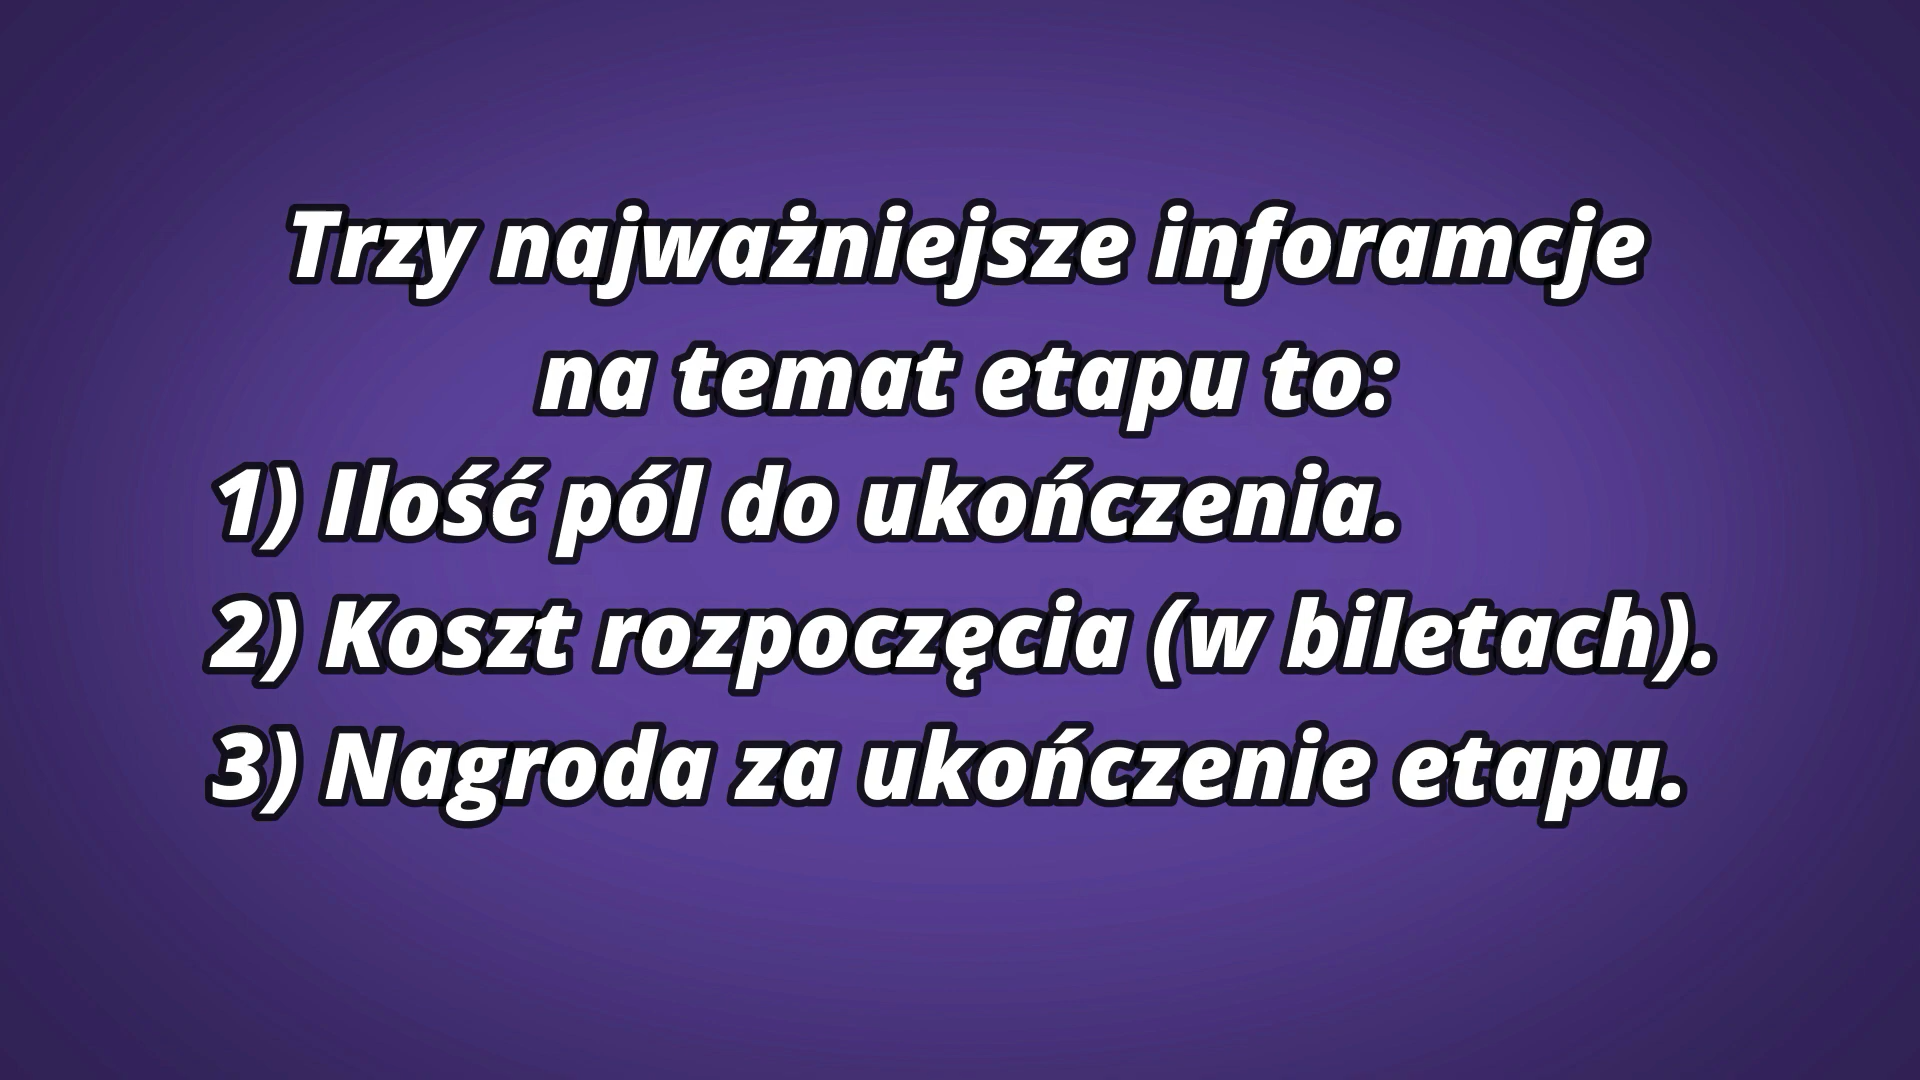 Trzy najważniejsze inforamcje
na temat etapu to:
1) Ilość pól do ukończenia.
2) Koszt rozpoczęcia (w biletach).
3) Nagroda za ukończenie etapu.